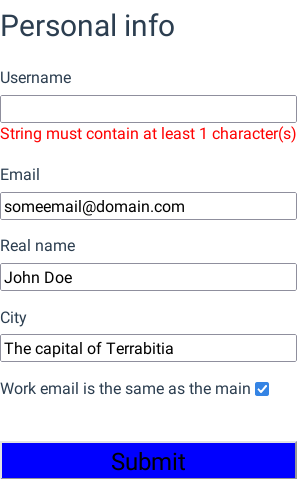 Personal info
Username
String must contain at least 1 character(s)
Email
someemail@domain.com
Real name
John Doe
City
The capital of Terrabitia
Work email is the same as the main
Submit